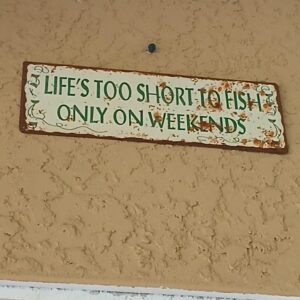 LIFE'S TOO SHORT TO FISH
ONLY ON WEEKENDS